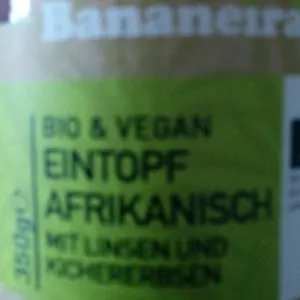 Bananeira
BIO & VEGAN
EINTOPF
AFRIKANISCH
MIT LINSEN UND
KICHERERBSEN
350g℮